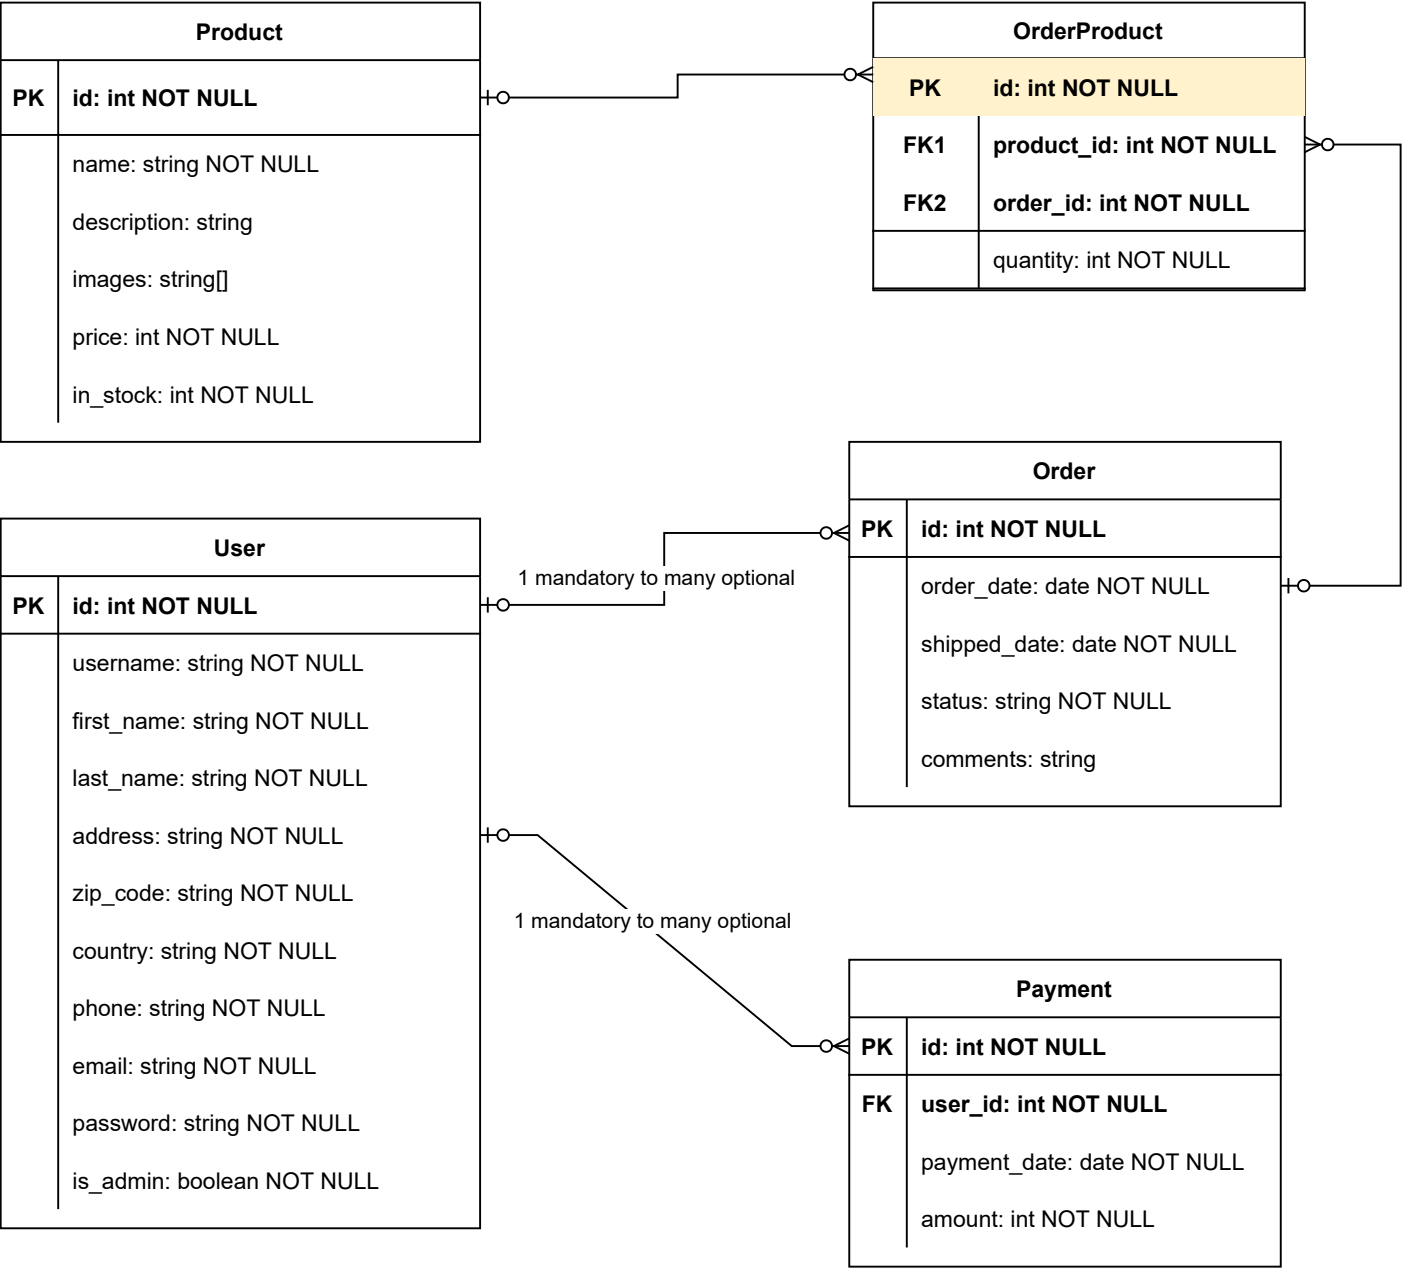 Product
PK id: int NOT NULL
name: string NOT NULL
description: string
images: string[]
price: int NOT NULL
in_stock: int NOT NULL
OrderProduct
PK id: int NOT NULL
FK1 product_id: int NOT NULL
FK2 order_id: int NOT NULL
quantity: int NOT NULL
User
PK id: int NOT NULL
username: string NOT NULL
first_name: string NOT NULL
last_name: string NOT NULL
address: string NOT NULL
zip_code: string NOT NULL
country: string NOT NULL
phone: string NOT NULL
email: string NOT NULL
password: string NOT NULL
is_admin: boolean NOT NULL
1 mandatory to many optional
Order
PK id: int NOT NULL
order_date: date NOT NULL
shipped_date: date NOT NULL
status: string NOT NULL
comments: string
1 mandatory to many optional
Payment
PK id: int NOT NULL
FK user_id: int NOT NULL
payment_date: date NOT NULL
amount: int NOT NULL